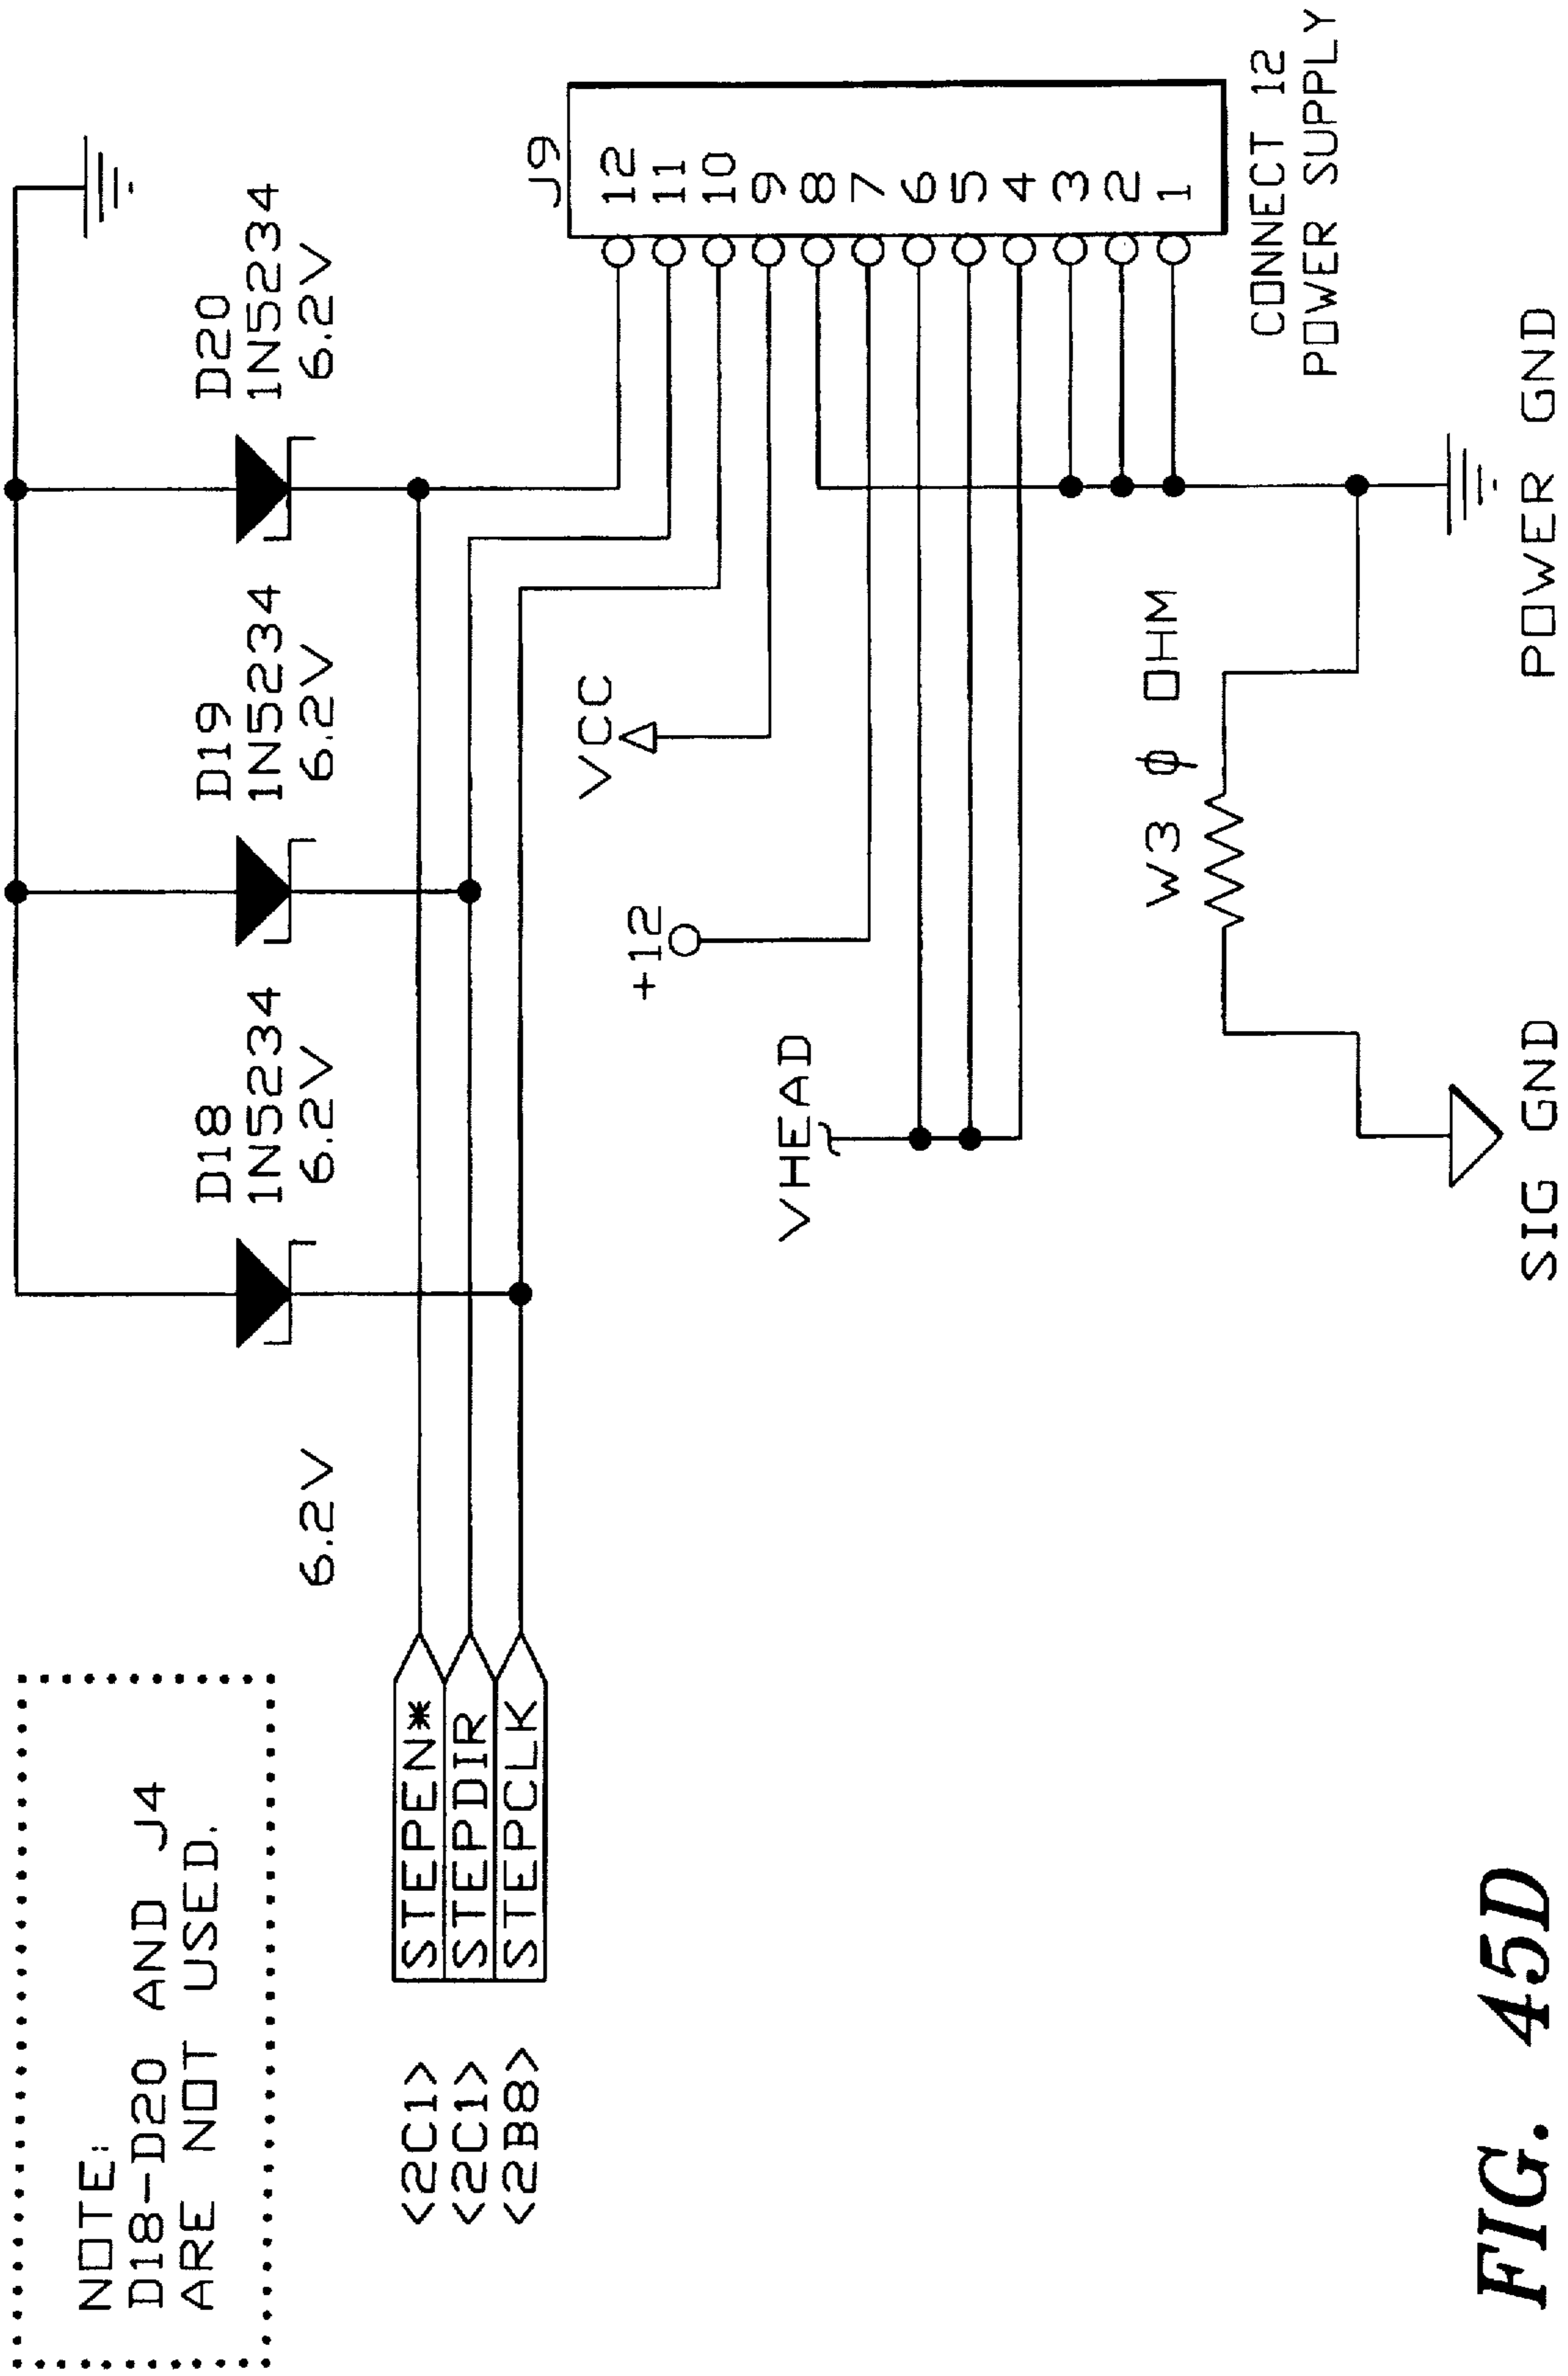 NOTE:
D18-D20 AND J4
ARE NOT USED.
6.2V
D18
1N5234
6.2V
D19
1N5234
6.2V
D20
1N5234
6.2V
<2C1> STEPEN*
<2C1> STEPDIR
<2B8> STEPCLK
J9
12
11
10
9
8
7
6
5
4
3
2
1
CONNECT 12
POWER SUPPLY
VCC
+12
VHEAD
W3 ϕ OHM
SIG GND
POWER GND
FIG. 45D